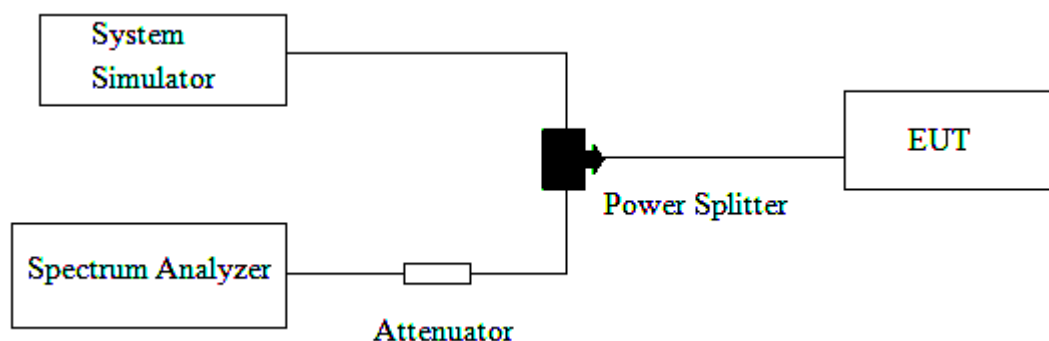 System
Simulator
EUT
Power Splitter
Spectrum Analyzer
Attenuator